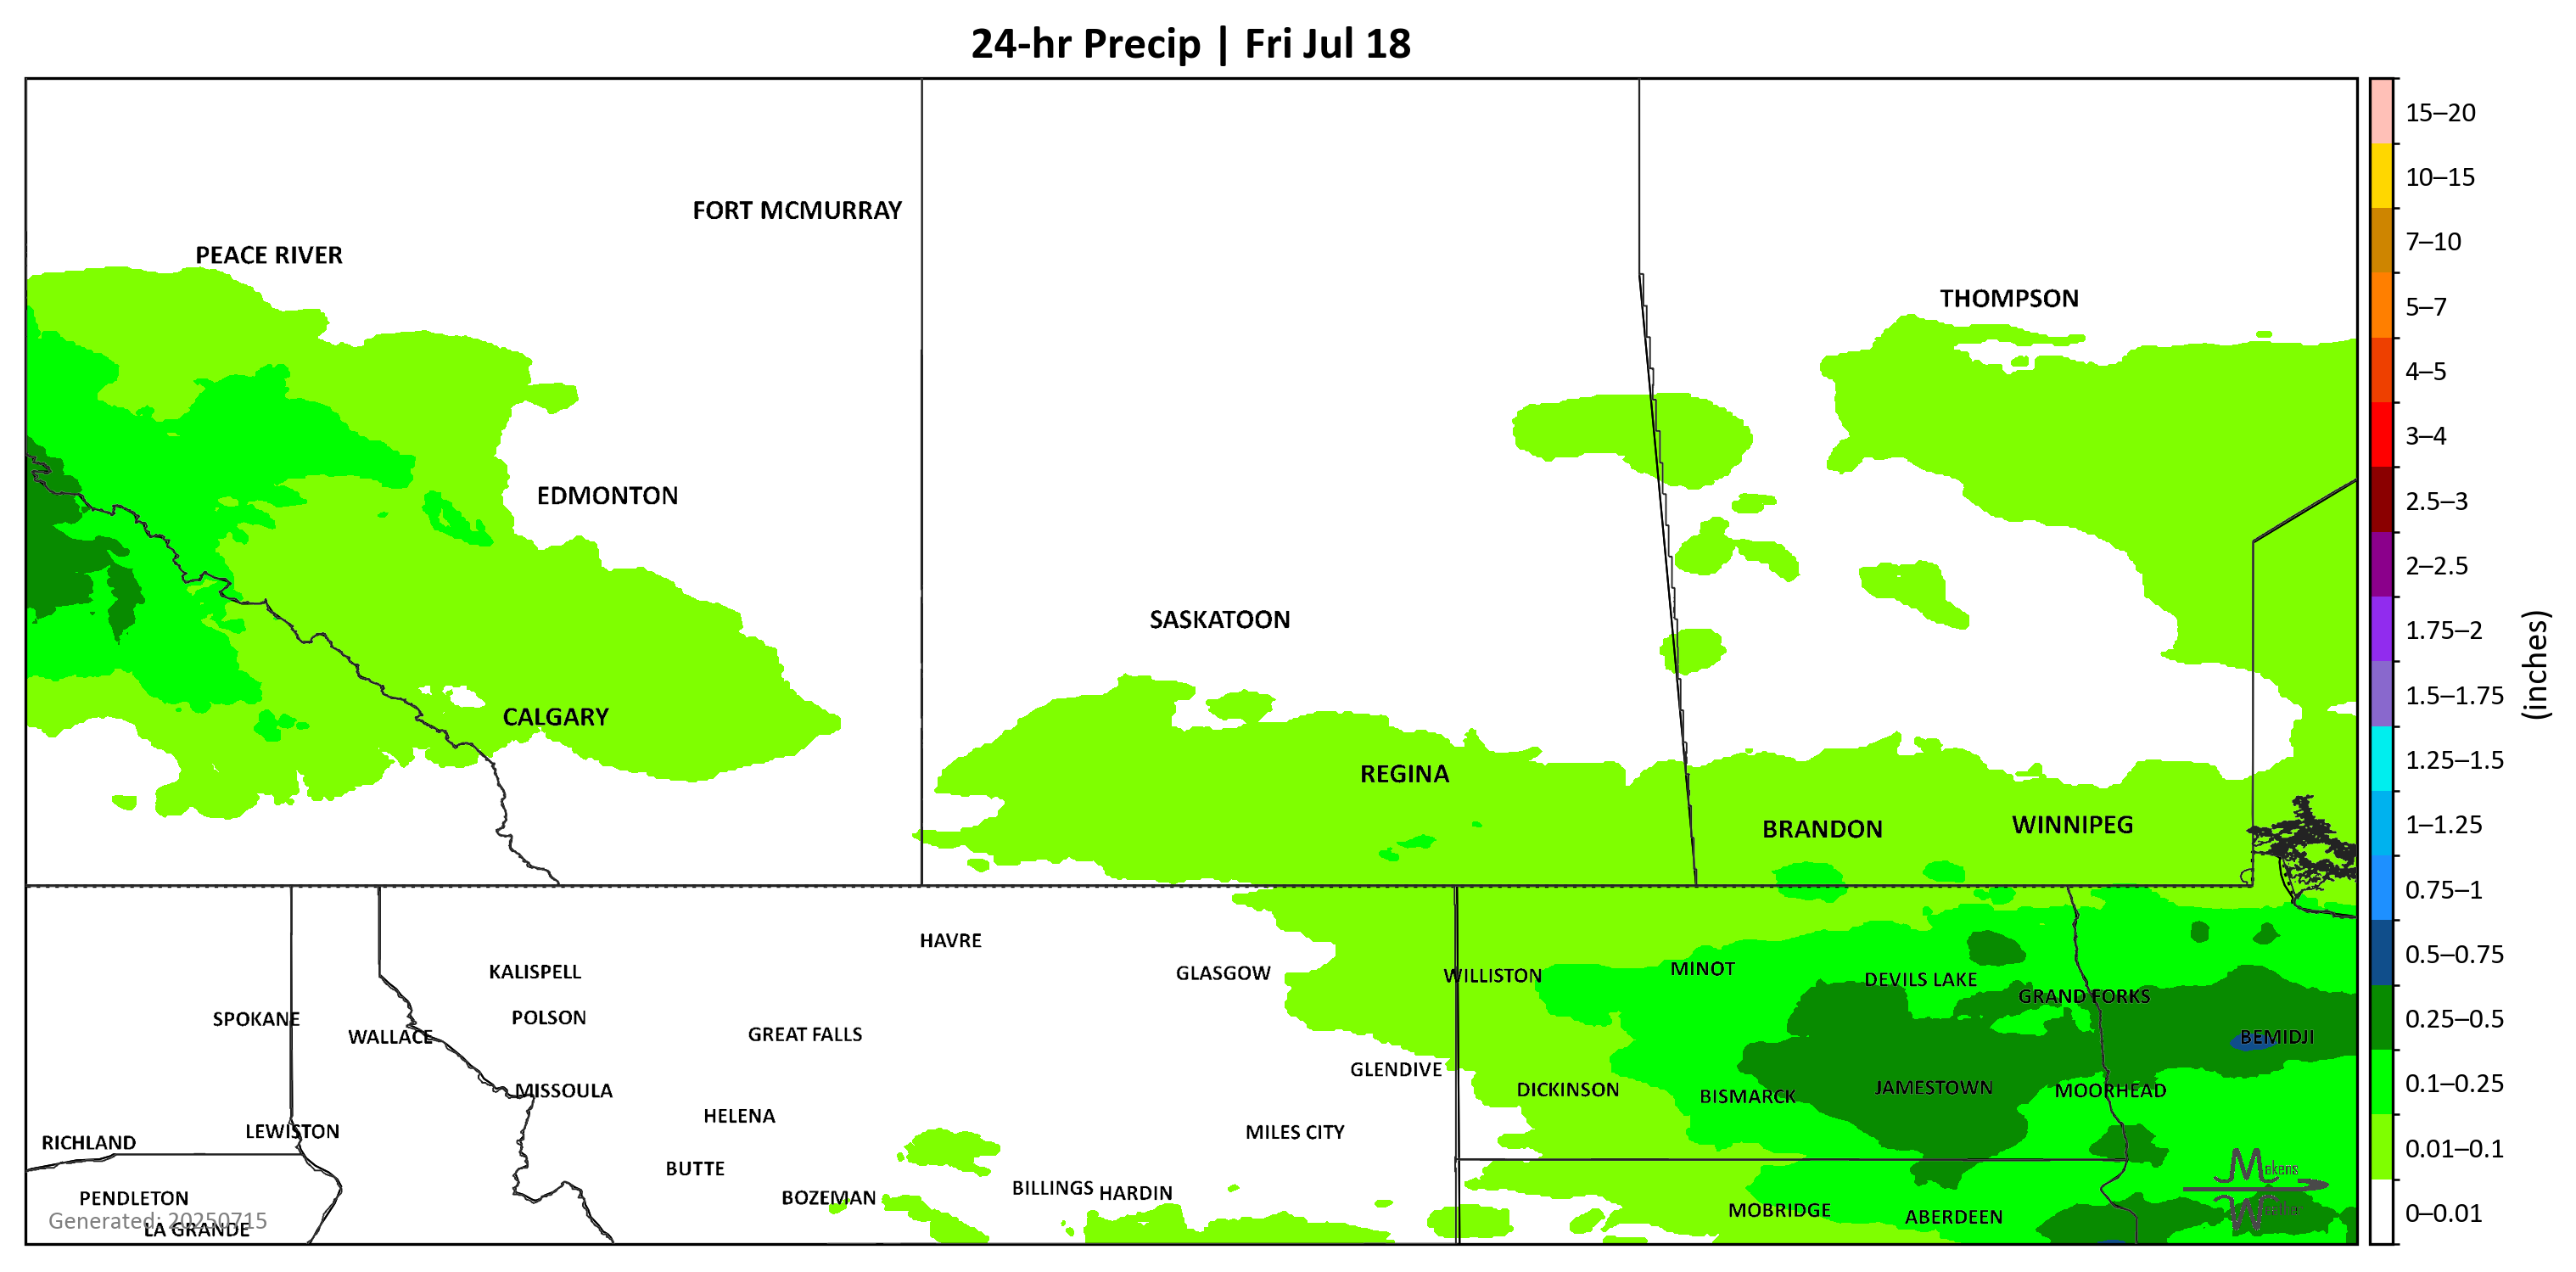 24-hr Precip | Fri Jul 18
15–20
10–15
7–10
5–7
4–5
3–4
2.5–3
2–2.5
1.75–2
1.5–1.75
1.25–1.5
1–1.25
0.75–1
0.5–0.75
0.25–0.5
0.1–0.25
0.01–0.1
0–0.01
(inches)
FORT MCMURRAY
PEACE RIVER
THOMPSON
EDMONTON
SASKATOON
CALGARY
REGINA
BRANDON
WINNIPEG
HAVRE
KALISPELL
GLASGOW
WILLISTON
MINOT
DEVILS LAKE
GRAND FORKS
SPOKANE
POLSON
WALLACE
GREAT FALLS
BEMIDJI
GLENDIVE
MISSOULA
DICKINSON
BISMARCK
JAMESTOWN
MOORHEAD
HELENA
LEWISTON
MILES CITY
RICHLAND
BUTTE
PENDLETON
BOZEMAN
BILLINGS
HARDIN
MOBRIDGE
ABERDEEN
Generated: 20250715
LA GRANDE
Makens
Weather